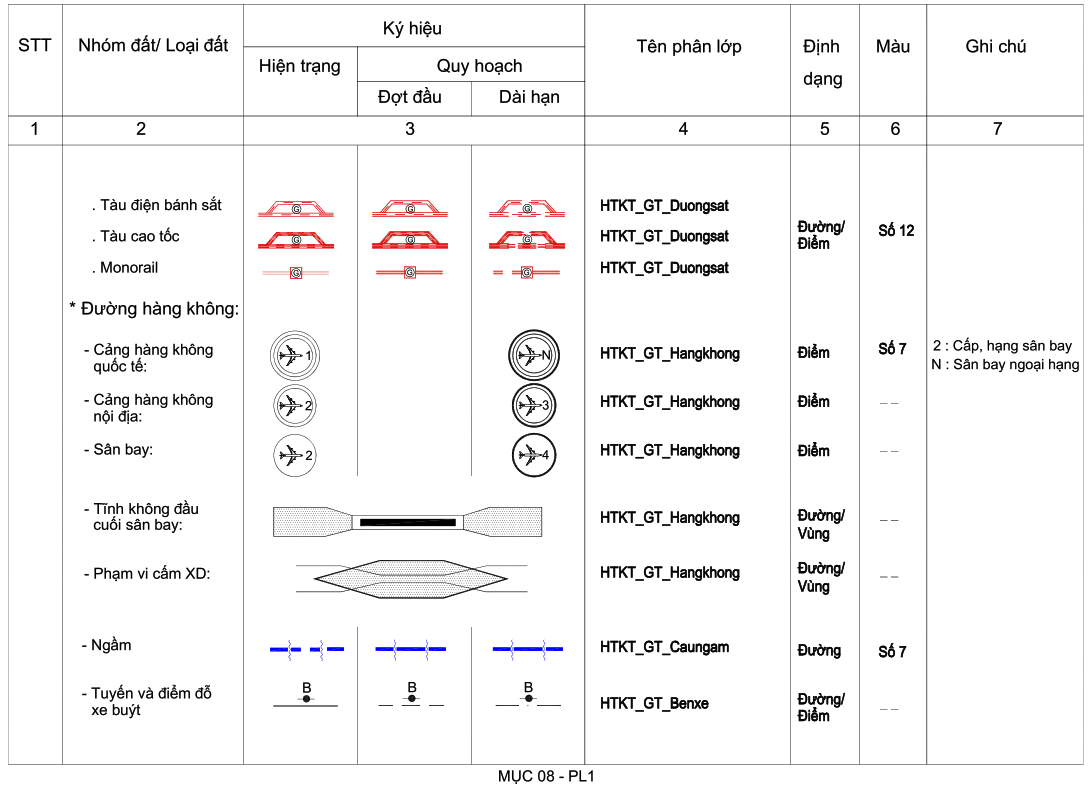 STT
Nhóm đất/ Loại đất
Ký hiệu
Hiện trạng
Quy hoạch
Đợt đầu
Dài hạn
Tên phân lớp
Định
dạng
Màu
Ghi chú
1 2 3 4 5 6 7
. Tàu điện bánh sắt G G G HTKT_GT_Duongsat
. Tàu cao tốc G G G HTKT_GT_Duongsat
Đường/
Điểm
Số 12
. Monorail G G G HTKT_GT_Duongsat
* Đường hàng không:
- Cảng hàng không
quốc tế:
1 N HTKT_GT_Hangkhong Điểm Số 7
2 : Cấp, hạng sân bay
N : Sân bay ngoại hạng
- Cảng hàng không
nội địa:
2 3 HTKT_GT_Hangkhong Điểm _ _
- Sân bay: 2 4 HTKT_GT_Hangkhong Điểm _ _
- Tĩnh không đầu
cuối sân bay:
HTKT_GT_Hangkhong
Đường/
Vùng
_ _
- Phạm vi cấm XD: HTKT_GT_Hangkhong
Đường/
Vùng
_ _
- Ngầm HTKT_GT_Caungam Đường Số 7
- Tuyến và điểm đỗ
xe buýt
B B B
HTKT_GT_Benxe
Đường/
Điểm
_ _
MỤC 08 - PL1